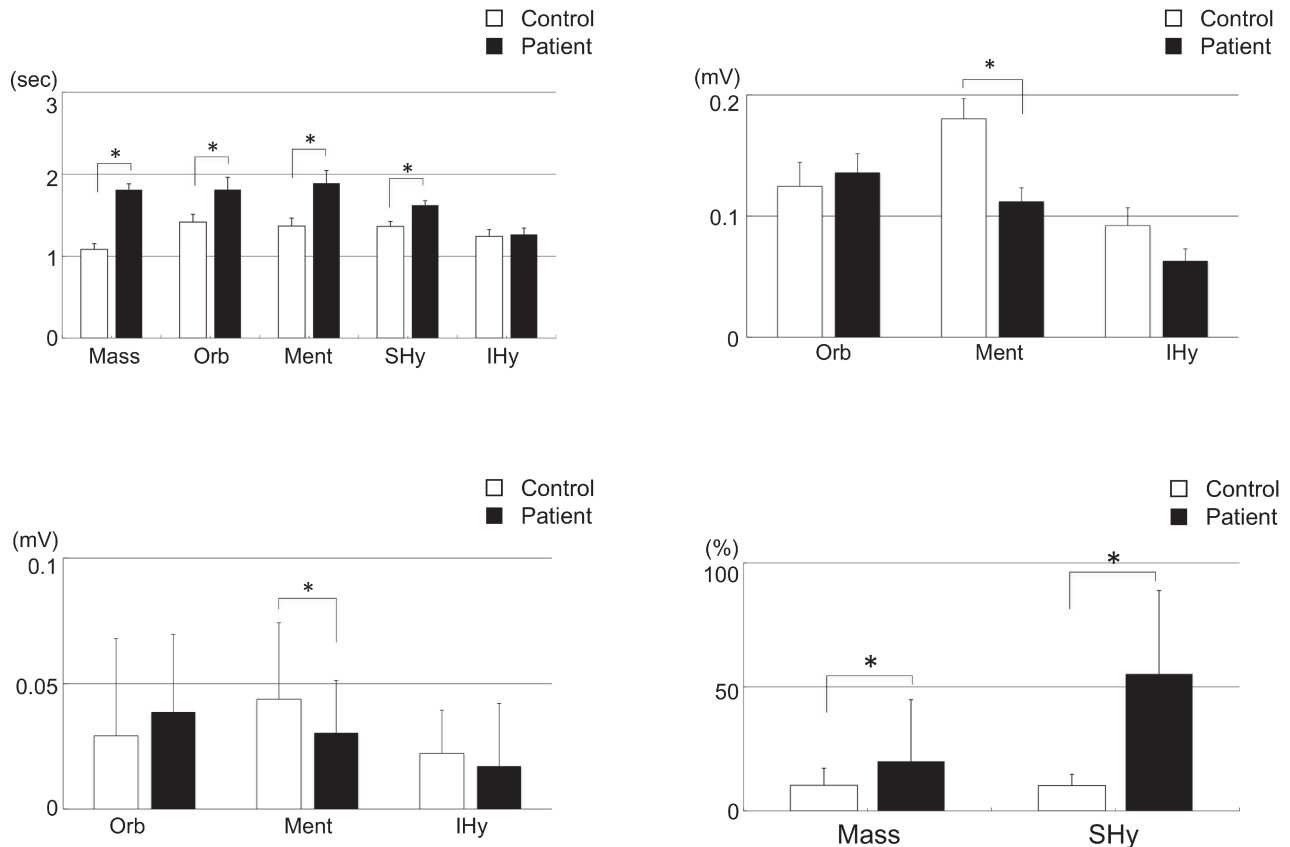 Control
Patient
(sec)
3
2
1
0
*
*
*
*
Mass Orb Ment SHy IHy
Control
Patient
(mV)
0.2
0.1
0
*
Orb Ment IHy
Control
Patient
(mV)
0.1
0.05
0
*
Orb Ment IHy
Control
Patient
(%)
100
50
0
*
*
Mass SHy